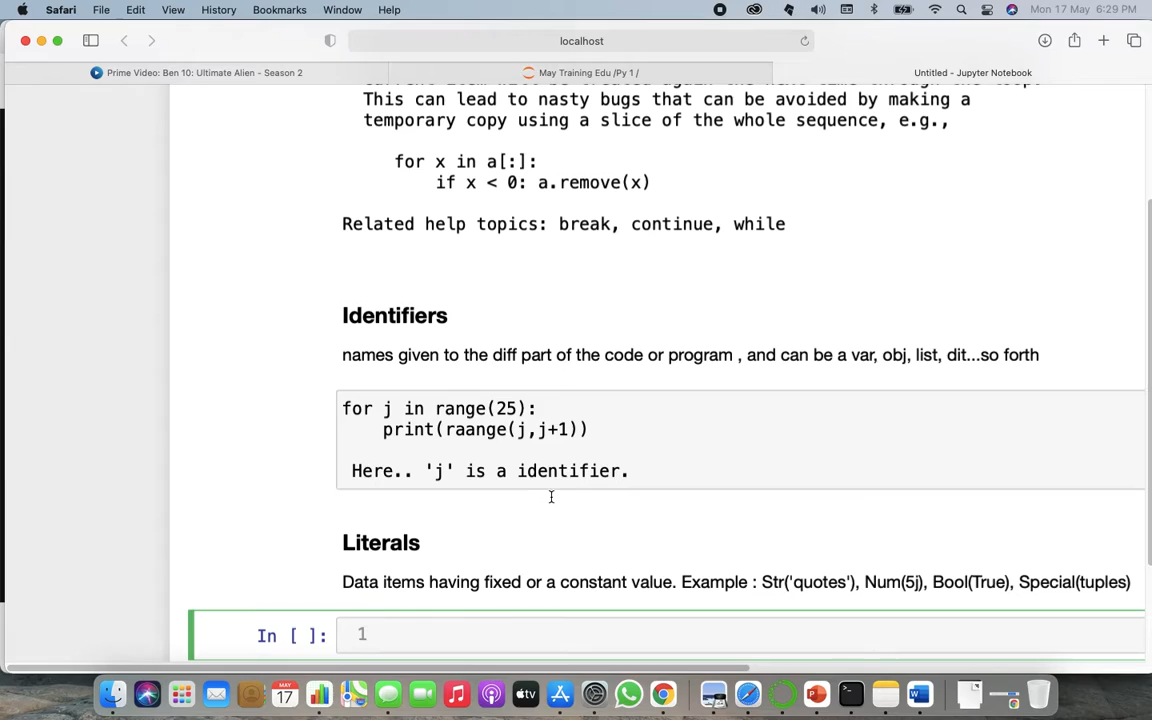 Safari File Edit View History Bookmarks Window Help Mon 17 May 6:29 PM
localhost
Prime Video: Ben 10: Ultimate Alien - Season 2 May Training Edu /Py 1 / Untitled - Jupyter Notebook
This can lead to nasty bugs that can be avoided by making a
temporary copy using a slice of the whole sequence, e.g.,
for x in a[:]:
if x < 0: a.remove(x)
Related help topics: break, continue, while
Identifiers
names given to the diff part of the code or program , and can be a var, obj, list, dit...so forth
for j in range(25):
print(raange(j,j+1))
Here.. 'j' is a identifier.
Literals
Data items having fixed or a constant value. Example : Str('quotes'), Num(5j), Bool(True), Special(tuples)
In [ ]: 1
MAY
17
tv